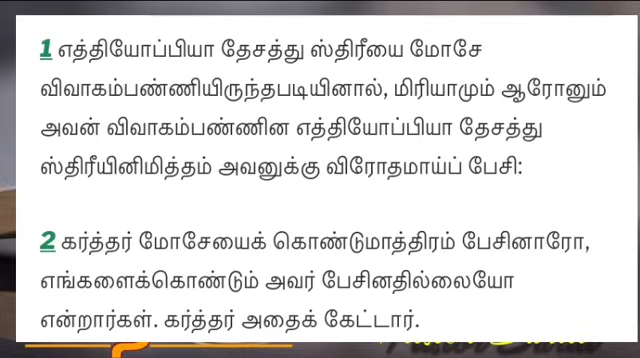 1 எத்தியோப்பியா தேசத்து ஸ்திரீயை மோசே
விவாகம்பண்ணியிருந்தபடியினால், மிரியாமும் ஆரோனும்
அவன் விவாகம்பண்ணின எத்தியோப்பியா தேசத்து
ஸ்திரீயினிமித்தம் அவனுக்கு விரோதமாய்ப் பேசி:
2 கர்த்தர் மோசேயைக் கொண்டுமாத்திரம் பேசினாரோ,
எங்களைக்கொண்டும் அவர் பேசினதில்லையோ
என்றார்கள். கர்த்தர் அதைக் கேட்டார்.